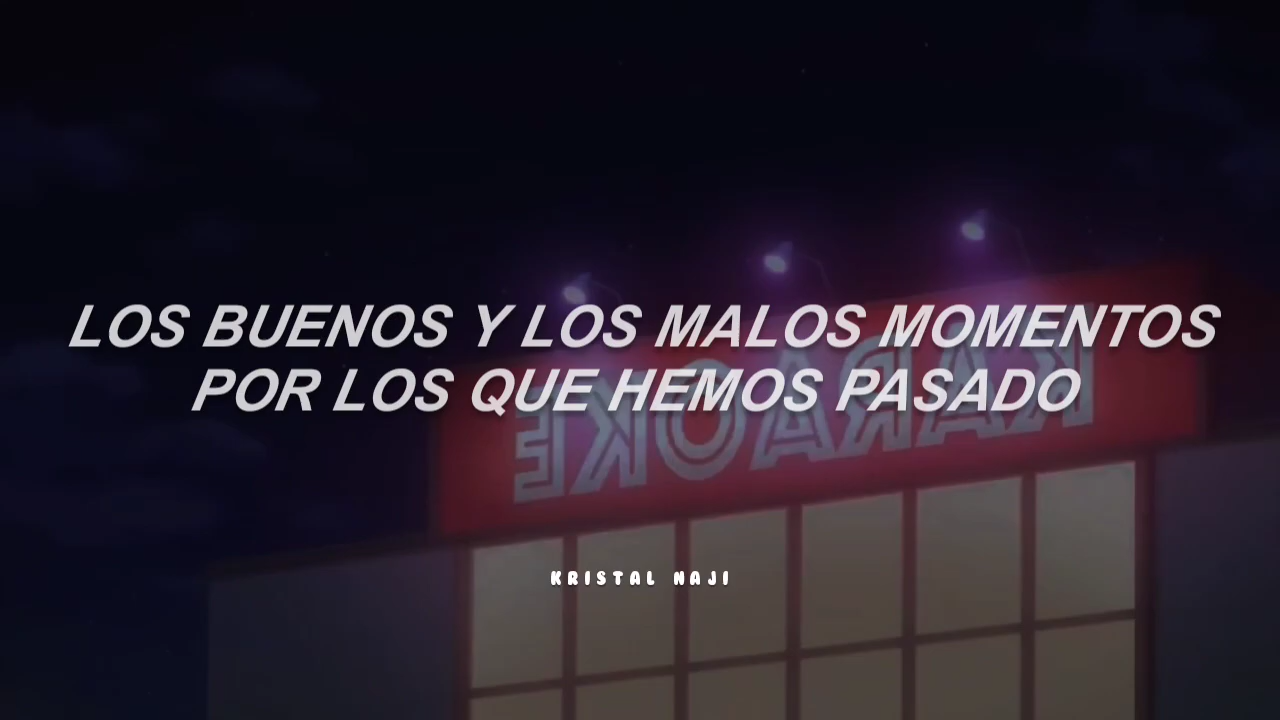 LOS BUENOS Y LOS MALOS MOMENTOS
POR LOS QUE HEMOS PASADO
KARAOKE
KRISTAL NAJI